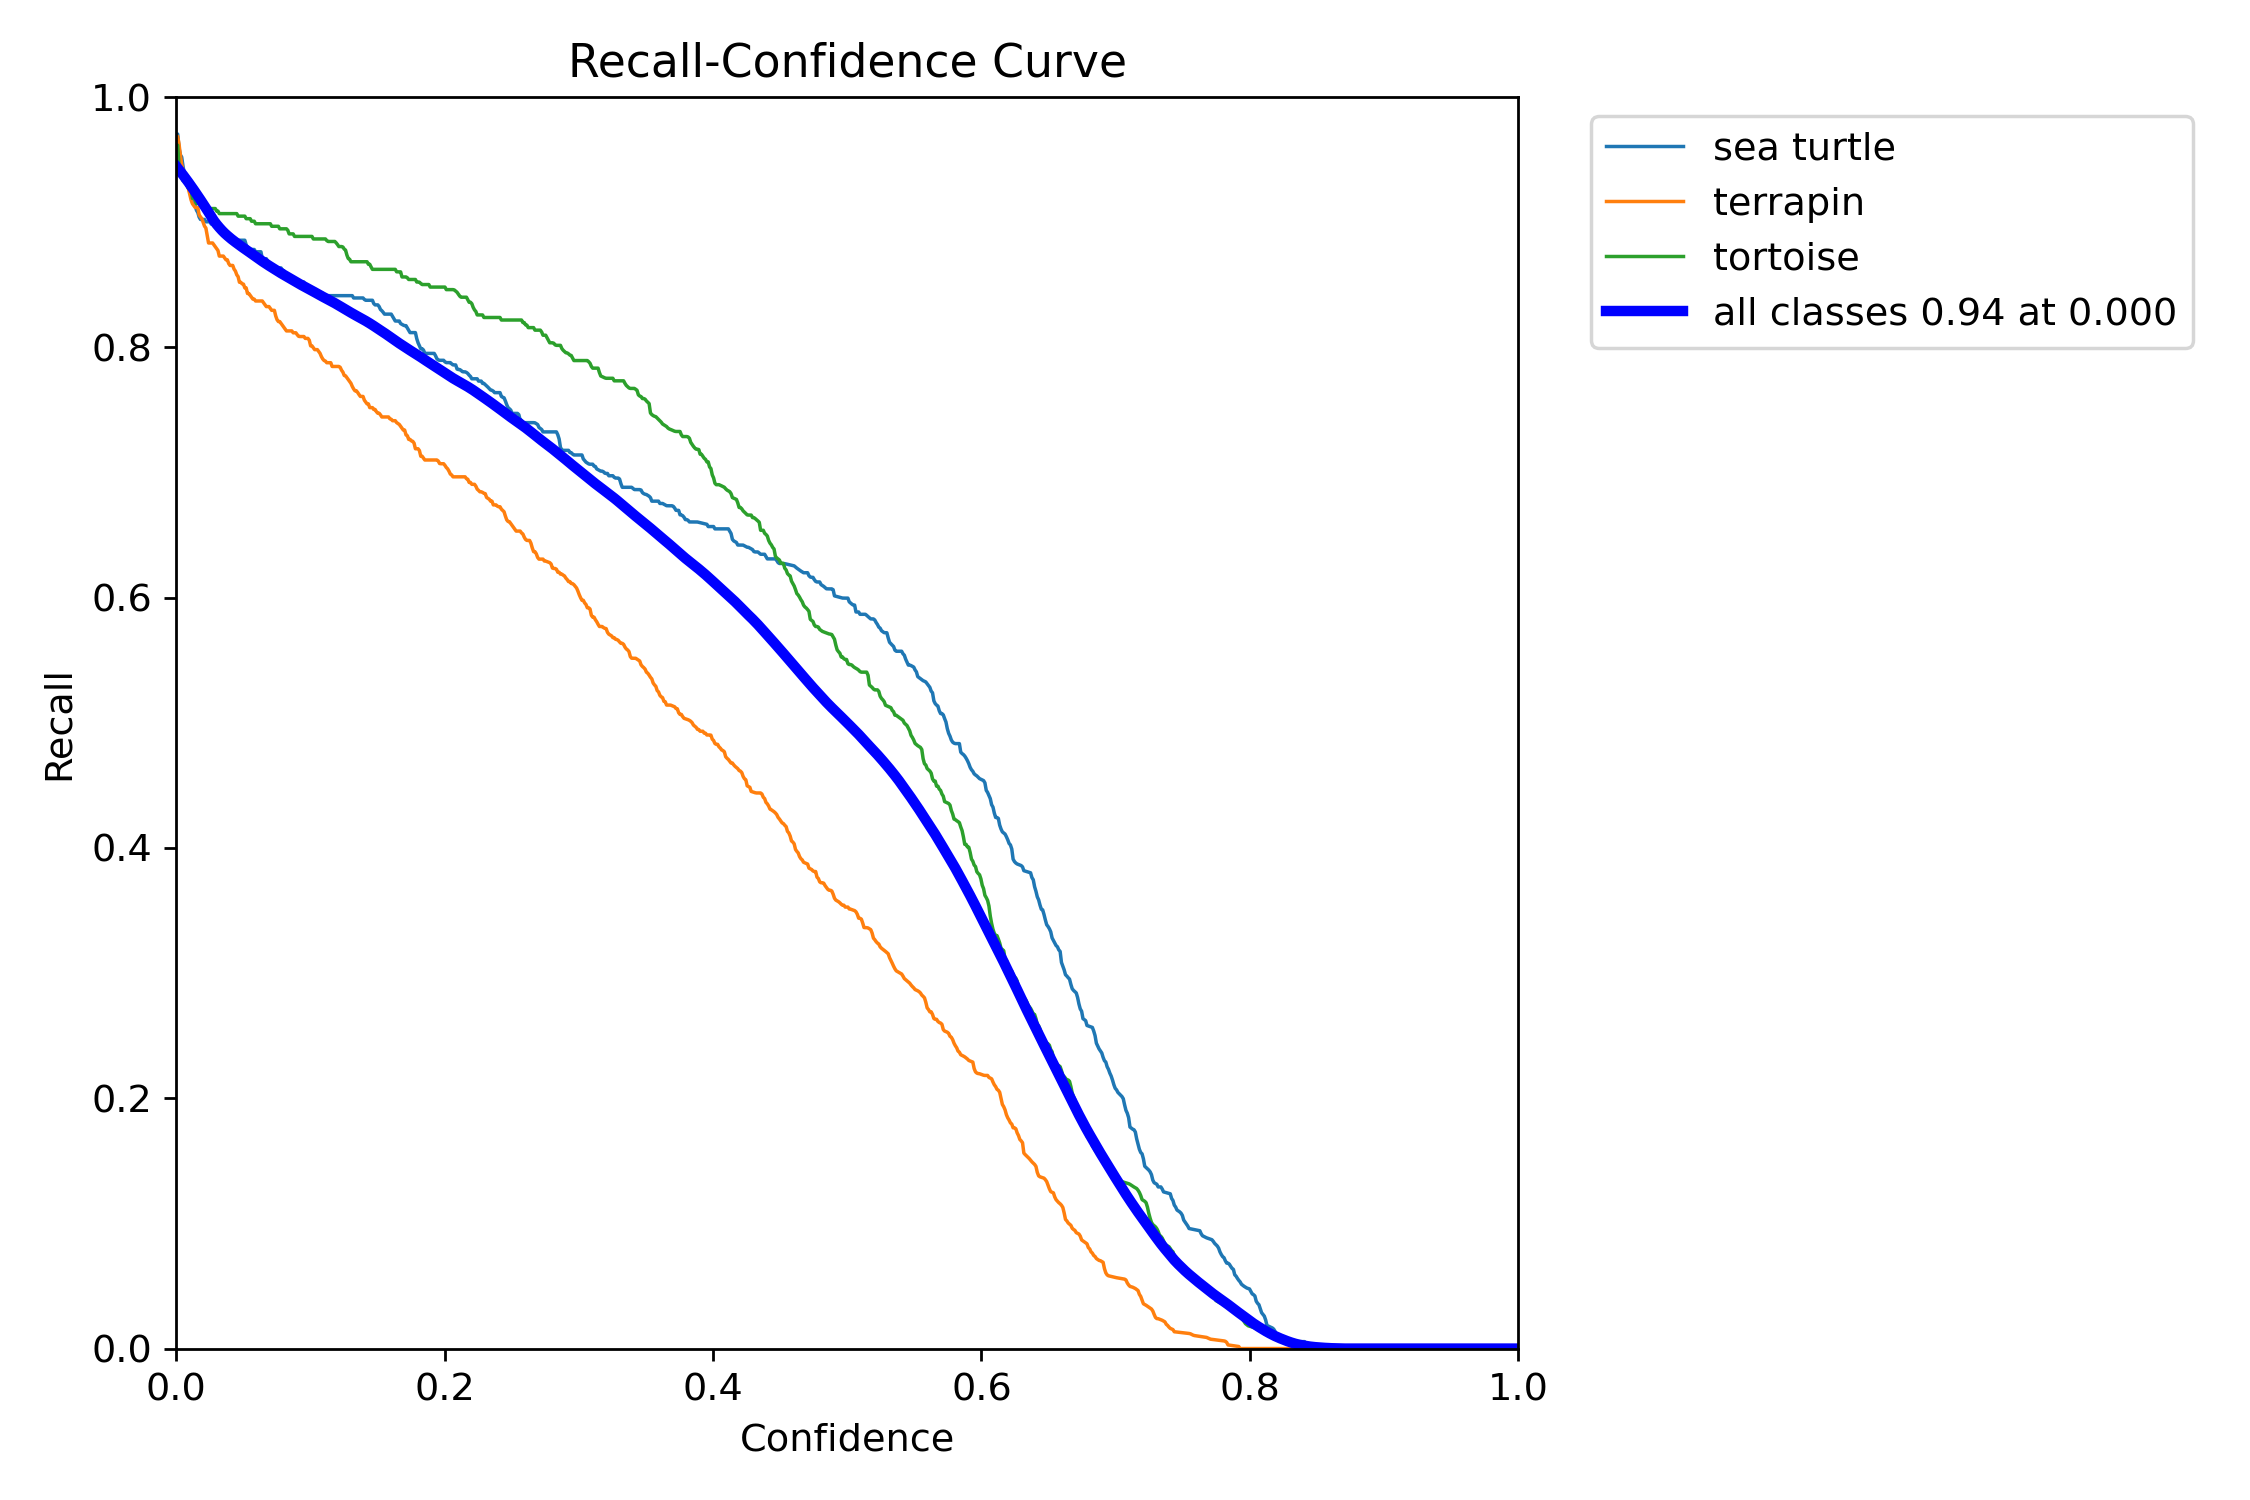 Recall-Confidence Curve
1.0
0.8
0.6
0.4
0.2
0.0
Recall
0.0 0.2 0.4 0.6 0.8 1.0
Confidence
sea turtle
terrapin
tortoise
all classes 0.94 at 0.000